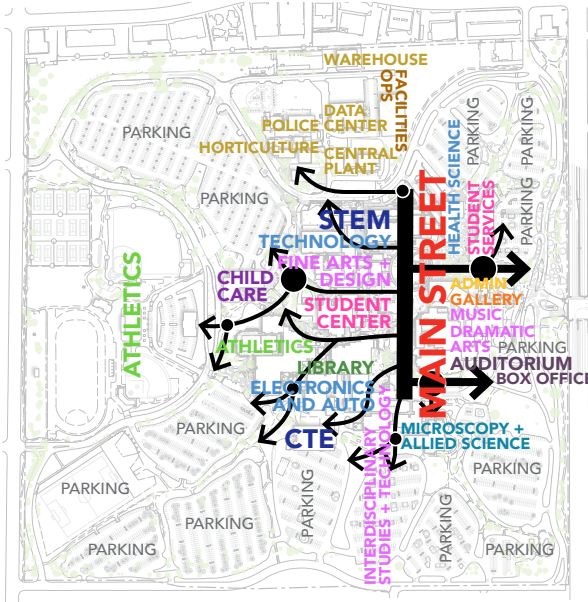 WAREHOUSE
FACILITIES
OPS
PARKING
PARKING
PARKING
DATA
POLICE CENTER
HORTICULTURE
CENTRAL
PLANT
PARKING
HEALTH SCIENCE
STUDENT
SERVICES
MAIN STREET
STEM
TECHNOLOGY
FINE ARTS +
DESIGN
CHILD
CARE
ATHLETICS
STUDENT
CENTER
ADMIN
GALLERY
MUSIC
DRAMATIC
ARTS
PARKING
ATHLETICS
LIBRARY
AUDITORIUM
BOX OFFICE
ELECTRONICS
AND AUTO
INTERDISCIPLINARY
STUDIES + TECHNOLOGY
CTE
MICROSCOPY +
ALLIED SCIENCE
PARKING
PARKING
PARKING
PARKING
PARKING
PARKING
PARKING
PARKING